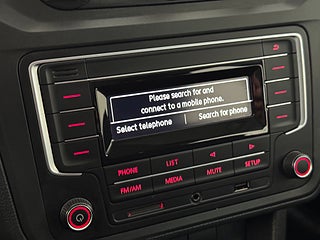 Please search for and
connect to a mobile phone.
Select telephone Search for phone
PHONE LIST SETUP
FM/AM MEDIA MUTE